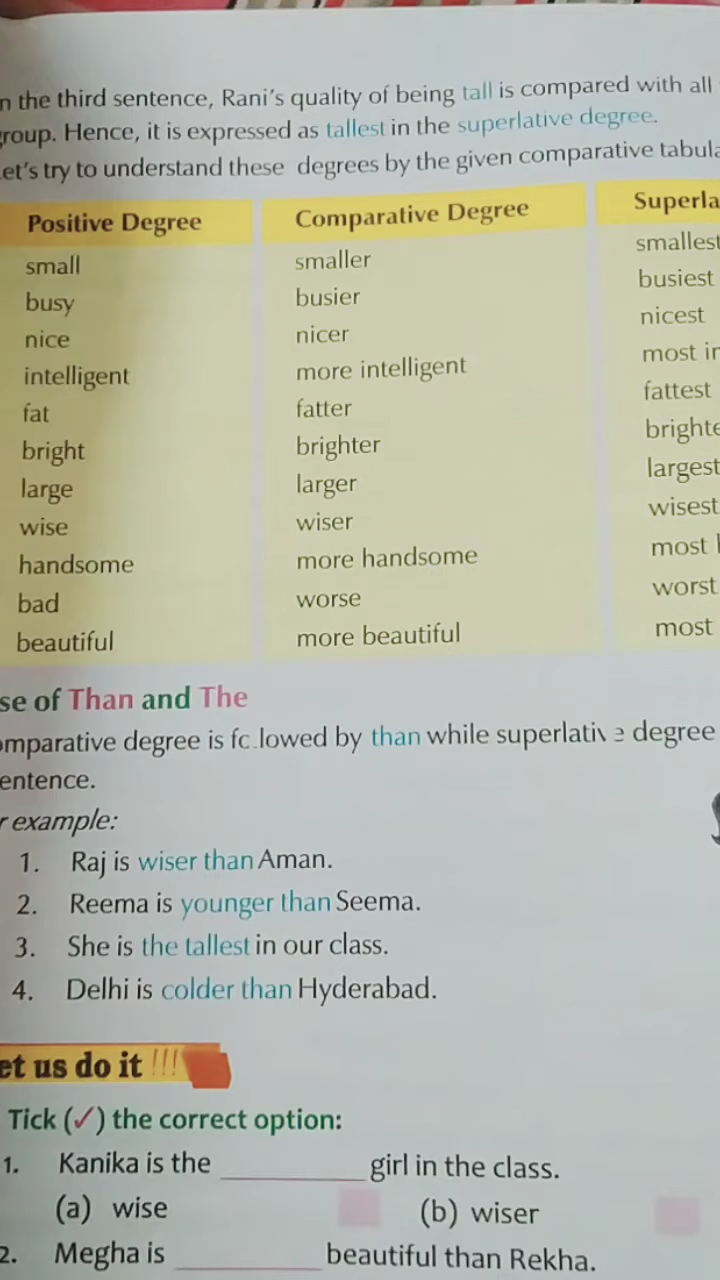 n the third sentence, Rani's quality of being tall is compared with all
group. Hence, it is expressed as tallest in the superlative degree.
Let's try to understand these degrees by the given comparative tabula
Positive Degree Comparative Degree Superla
small smaller smallest
busy busier busiest
nice nicer nicest
intelligent more intelligent most in
fat fatter fattest
bright brighter brighte
large larger largest
wise wiser wisest
handsome more handsome most
bad worse worst
beautiful more beautiful most
se of Than and The
omparative degree is fc lowed by than while superlative degree
entence.
r example:
1. Raj is wiser than Aman.
2. Reema is younger than Seema.
3. She is the tallest in our class.
4. Delhi is colder than Hyderabad.
et us do it !!!
Tick (✓) the correct option:
1. Kanika is the ________ girl in the class.
(a) wise (b) wiser
2. Megha is ________ beautiful than Rekha.